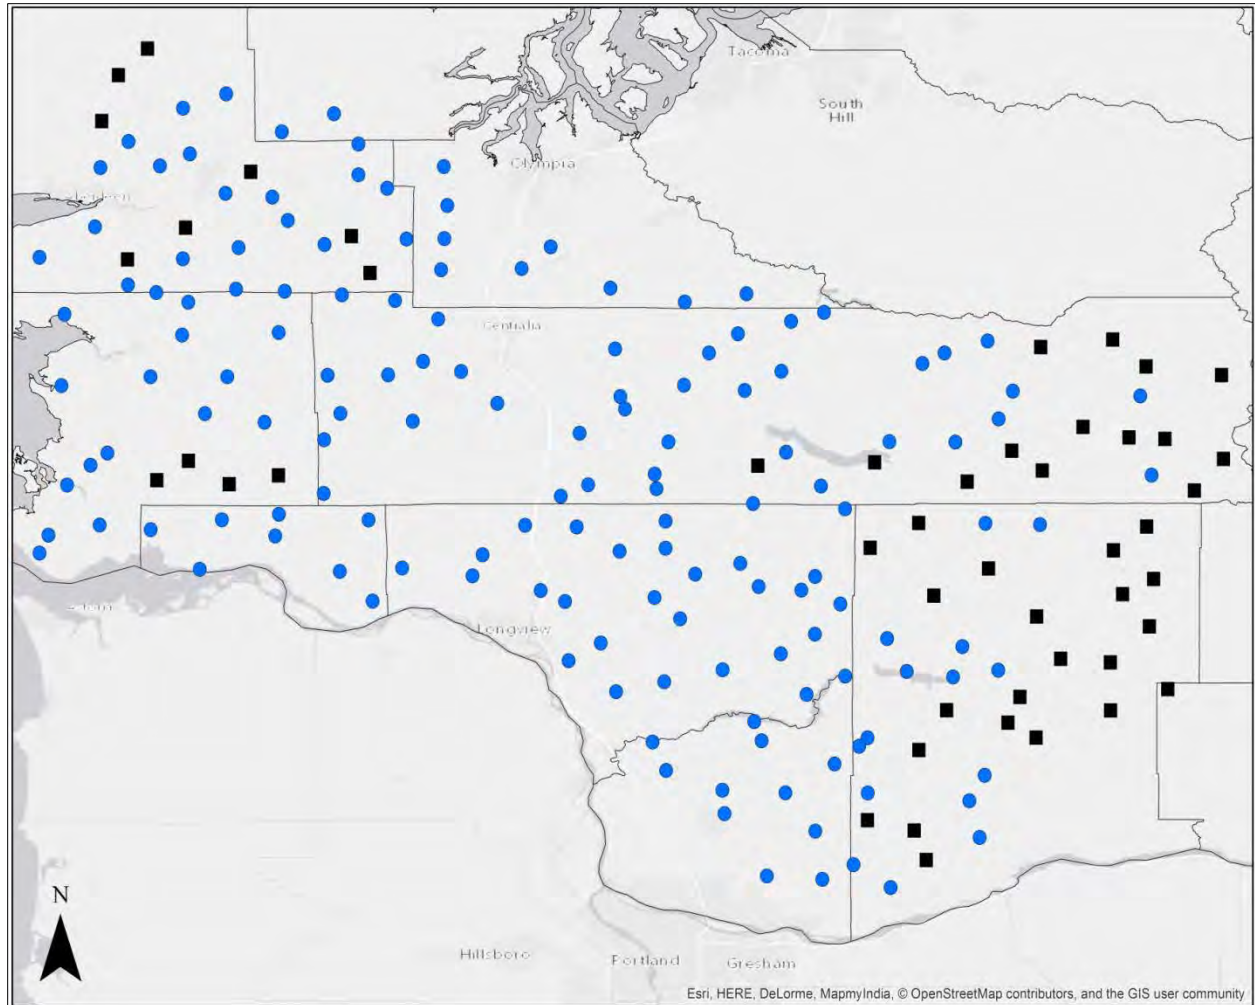 Tacoma
South
Hill
Olympia
Centralia
Longview
N
Hillsboro
Portland
Gresham
Esri, HERE, DeLorme, MapmyIndia, © OpenStreetMap contributors, and the GIS user community